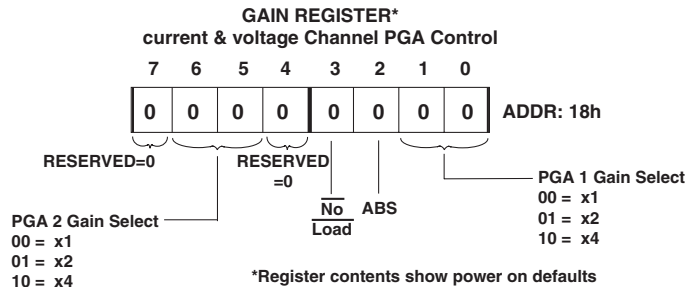 GAIN REGISTER*
current & voltage Channel PGA Control
7 6 5 4 3 2 1 0
0 0 0 0 0 0 0 0 ADDR: 18h
RESERVED=0
RESERVED
=0
No
Load
ABS
PGA 1 Gain Select
00 = x1
01 = x2
10 = x4
PGA 2 Gain Select
00 = x1
01 = x2
10 = x4
*Register contents show power on defaults